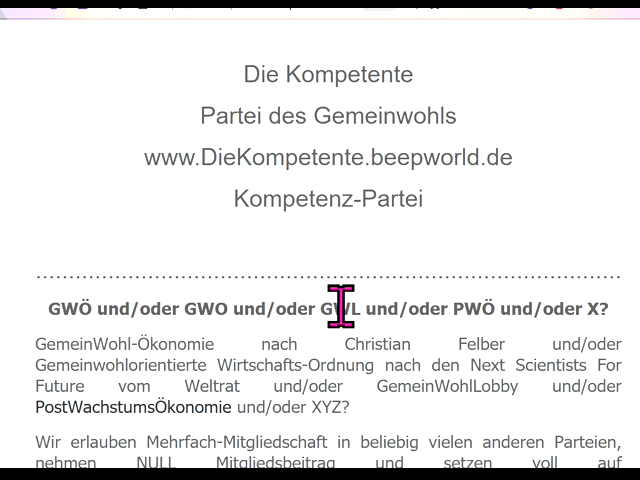 Die Kompetente
Partei des Gemeinwohls
www.DieKompetente.beepworld.de
Kompetenz-Partei
GWÖ und/oder GWO und/oder GWL und/oder PWÖ und/oder X?
GemeinWohl-Ökonomie nach Christian Felber und/oder
Gemeinwohlorientierte Wirtschafts-Ordnung nach den Next Scientists For
Future vom Weltrat und/oder GemeinWohlLobby und/oder
PostWachstumsÖkonomie und/oder XYZ?
Wir erlauben Mehrfach-Mitgliedschaft in beliebig vielen anderen Parteien,
nehmen NULL Mitgliedsbeitrag und setzen voll auf